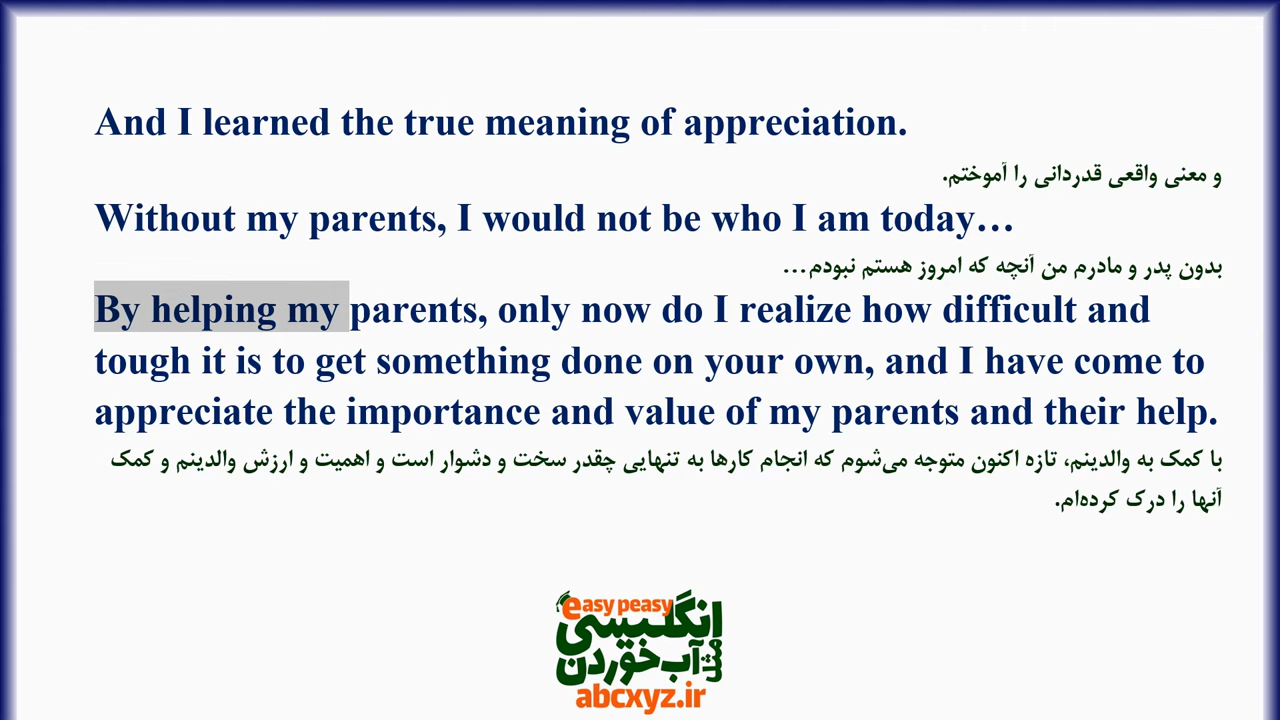 And I learned the true meaning of appreciation.
و معنی واقعی قدردانی را آموختم.
Without my parents, I would not be who I am today…
بدون پدر و مادرم من آنچه که امروز هستم نبودم...
By helping my parents, only now do I realize how difficult and
tough it is to get something done on your own, and I have come to
appreciate the importance and value of my parents and their help.
با کمک به والدینم، تازه اکنون متوجه می‌شوم که انجام کارها به تنهایی چقدر سخت و دشوار است و اهمیت و ارزش والدینم و کمک
آنها را درک کرده‌ام.
easy peasy
انگلیسی
مثل آب خوردن
abcxyz.ir